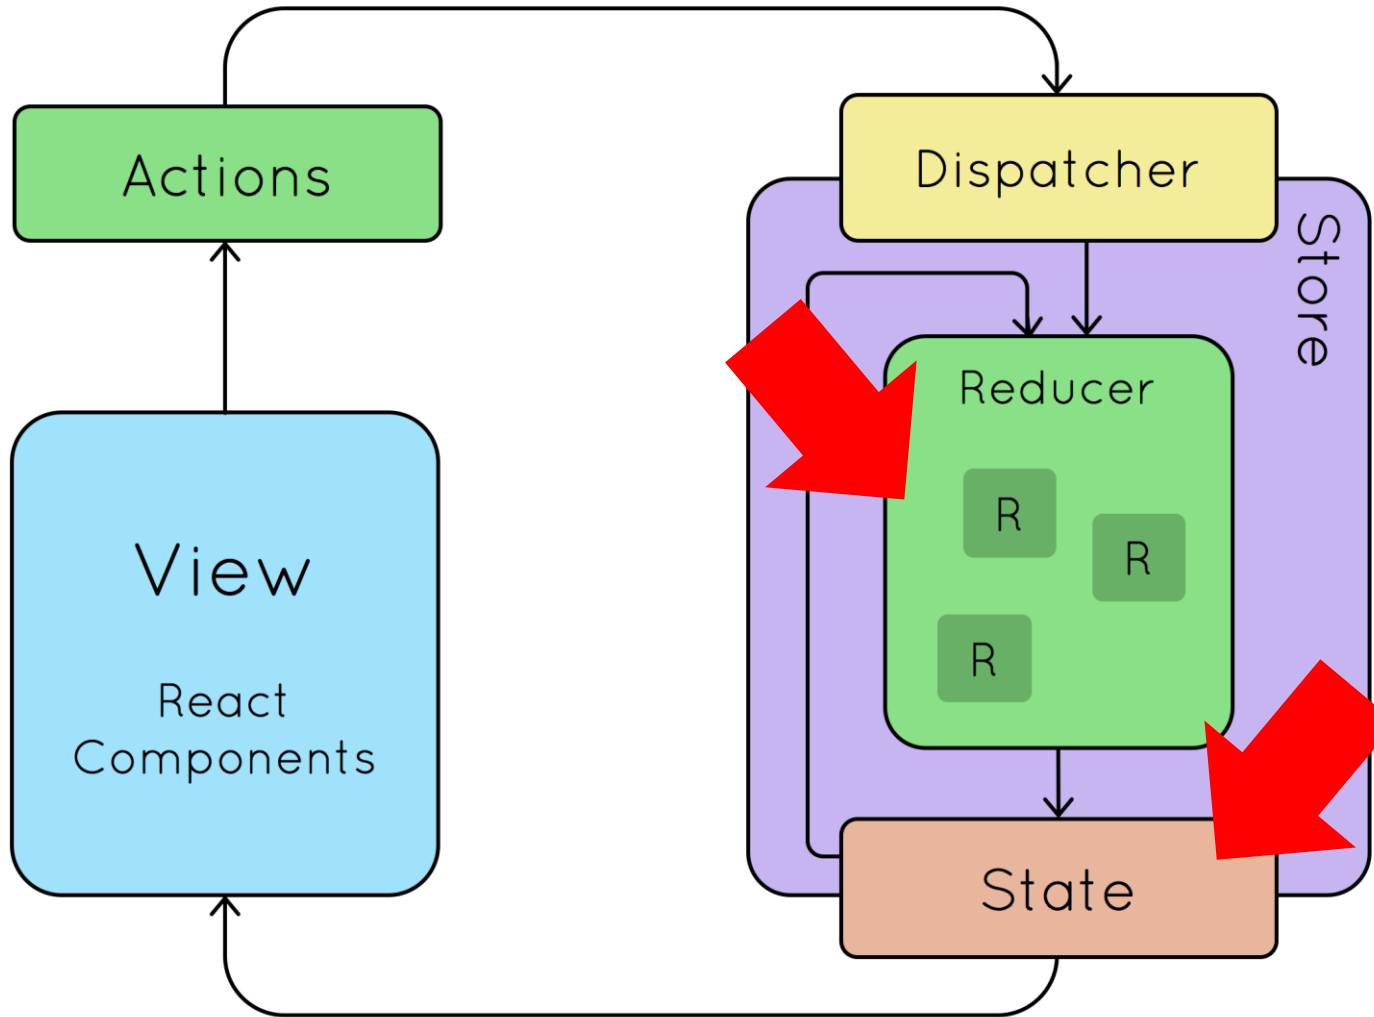 Actions
Dispatcher
Store
Reducer
R
R
R
View
React
Components
State